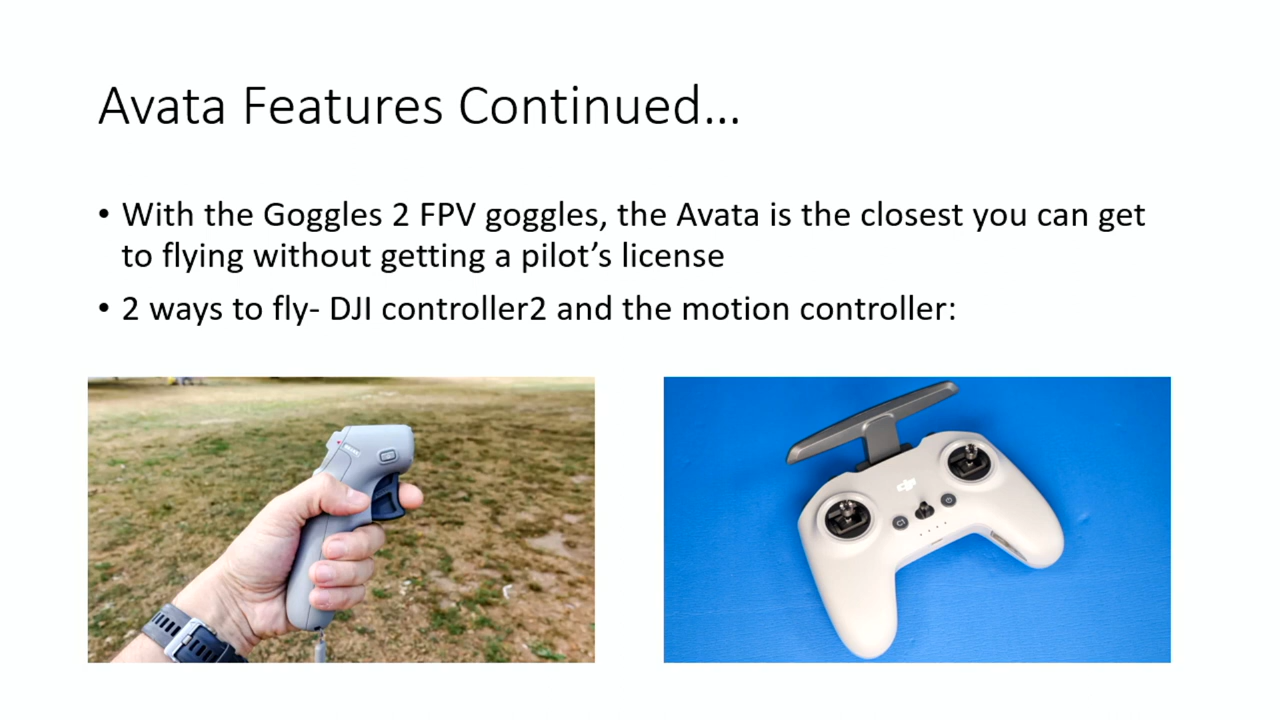 Avata Features Continued...
• With the Goggles 2 FPV goggles, the Avata is the closest you can get
to flying without getting a pilot’s license
• 2 ways to fly- DJI controller2 and the motion controller:
dji